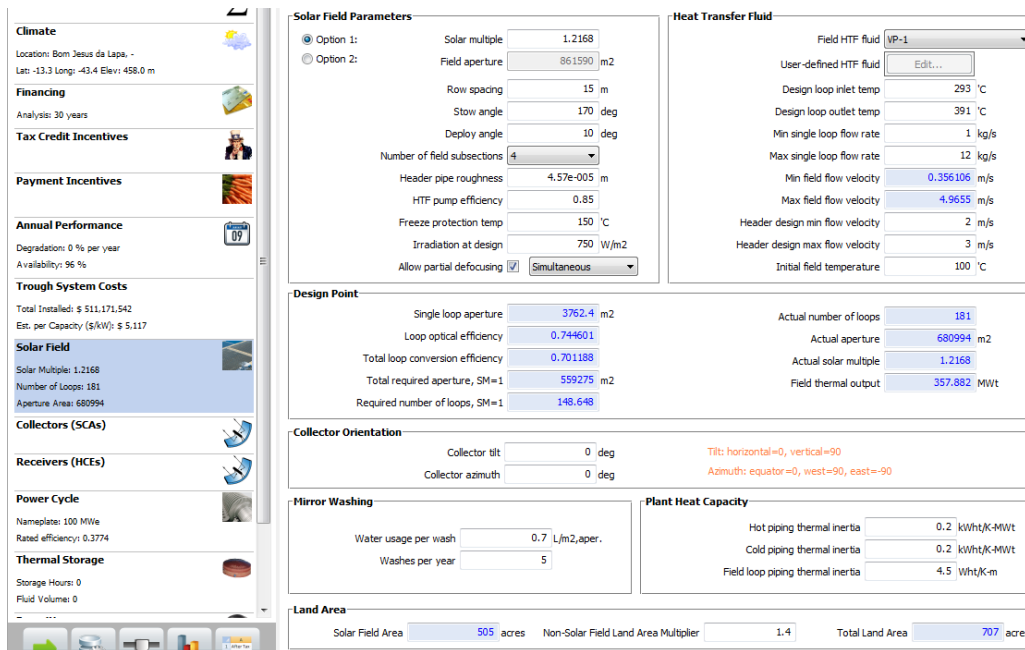 Climate
Location: Bom Jesus da Lapa, -
Lat: -13.3 Long: -43.4 Elev: 458.0 m
Financing
Analysis: 30 years
Tax Credit Incentives
Payment Incentives
Annual Performance
Degradation: 0 % per year
Availability: 96 %
09
Trough System Costs
Total Installed: $ 511,171,542
Est. per Capacity ($/kW): $ 5,117
Solar Field
Solar Multiple: 1.2168
Number of Loops: 181
Aperture Area: 680994
Collectors (SCAs)
Receivers (HCEs)
Power Cycle
Nameplate: 100 MWe
Rated efficiency: 0.3774
Thermal Storage
Storage Hours: 0
Fluid Volume: 0
Solar Field Parameters
Option 1: Solar multiple 1.2168
Option 2: Field aperture 861590 m2
Row spacing 15 m
Stow angle 170 deg
Deploy angle 10 deg
Number of field subsections 4
Header pipe roughness 4.57e-005 m
HTF pump efficiency 0.85
Freeze protection temp 150 'C
Irradiation at design 750 W/m2
Allow partial defocusing Simultaneous
Heat Transfer Fluid
Field HTF fluid VP-1
User-defined HTF fluid Edit...
Design loop inlet temp 293 'C
Design loop outlet temp 391 'C
Min single loop flow rate 1 kg/s
Max single loop flow rate 12 kg/s
Min field flow velocity 0.356106 m/s
Max field flow velocity 4.9655 m/s
Header design min flow velocity 2 m/s
Header design max flow velocity 3 m/s
Initial field temperature 100 'C
Design Point
Single loop aperture 3762.4 m2
Loop optical efficiency 0.744601
Total loop conversion efficiency 0.701188
Total required aperture, SM=1 559275 m2
Required number of loops, SM=1 148.648
Actual number of loops 181
Actual aperture 680994 m2
Actual solar multiple 1.2168
Field thermal output 357.882 MWt
Collector Orientation
Collector tilt 0 deg
Collector azimuth 0 deg
Tilt: horizontal=0, vertical=90
Azimuth: equator=0, west=90, east=-90
Mirror Washing
Water usage per wash 0.7 L/m2,aper.
Washes per year 5
Plant Heat Capacity
Hot piping thermal inertia 0.2 kWht/K-MWt
Cold piping thermal inertia 0.2 kWht/K-MWt
Field loop piping thermal inertia 4.5 Wht/K-m
Land Area
Solar Field Area 505 acres Non-Solar Field Land Area Multiplier 1.4 Total Land Area 707 acre